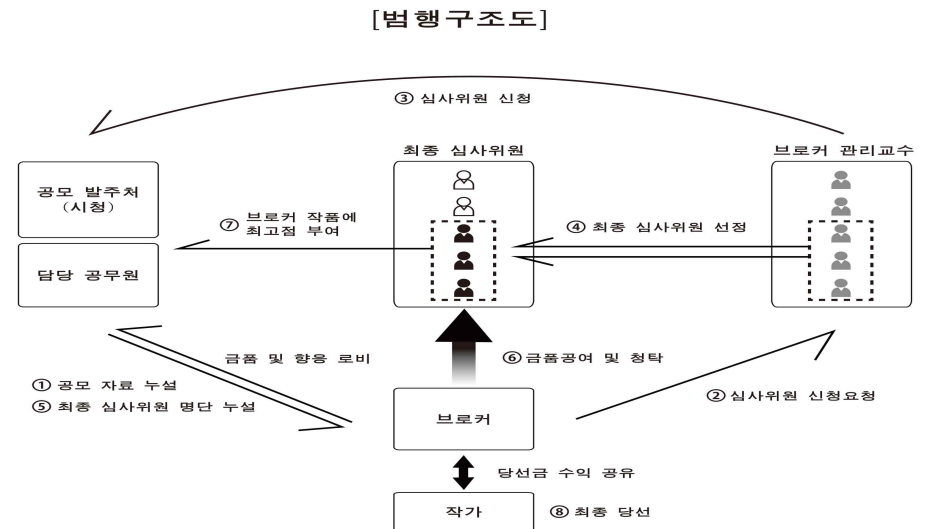 [범행구조도]
③ 심사위원 신청
최종 심사위원
브로커 관리교수
공모 발주처
(시청)
담당 공무원
⑦ 브로커 작품에
최고점 부여
④ 최종 심사위원 선정
금품 및 향응 로비
① 공모 자료 누설
⑤ 최종 심사위원 명단 누설
⑥ 금품공여 및 청탁
② 심사위원 신청요청
브로커
당선금 수익 공유
작가
⑧ 최종 당선